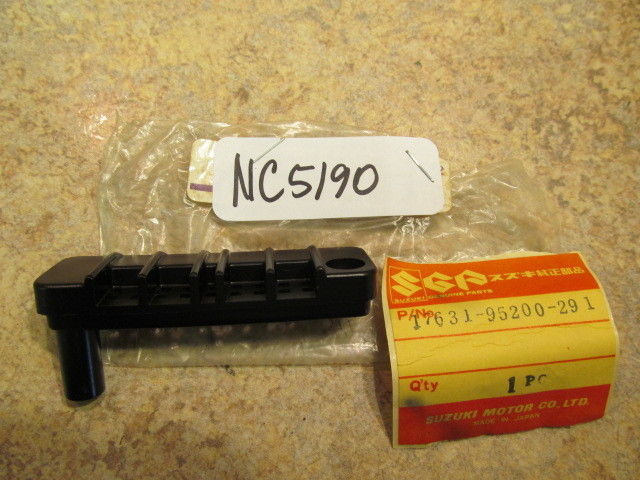 NC5190
SGP スズキ純正部品
SUZUKI GENUINE PARTS
P/No. 17631-95200-291
Q'ty 1 PC
SUZUKI MOTOR CO., LTD.
MADE IN JAPAN